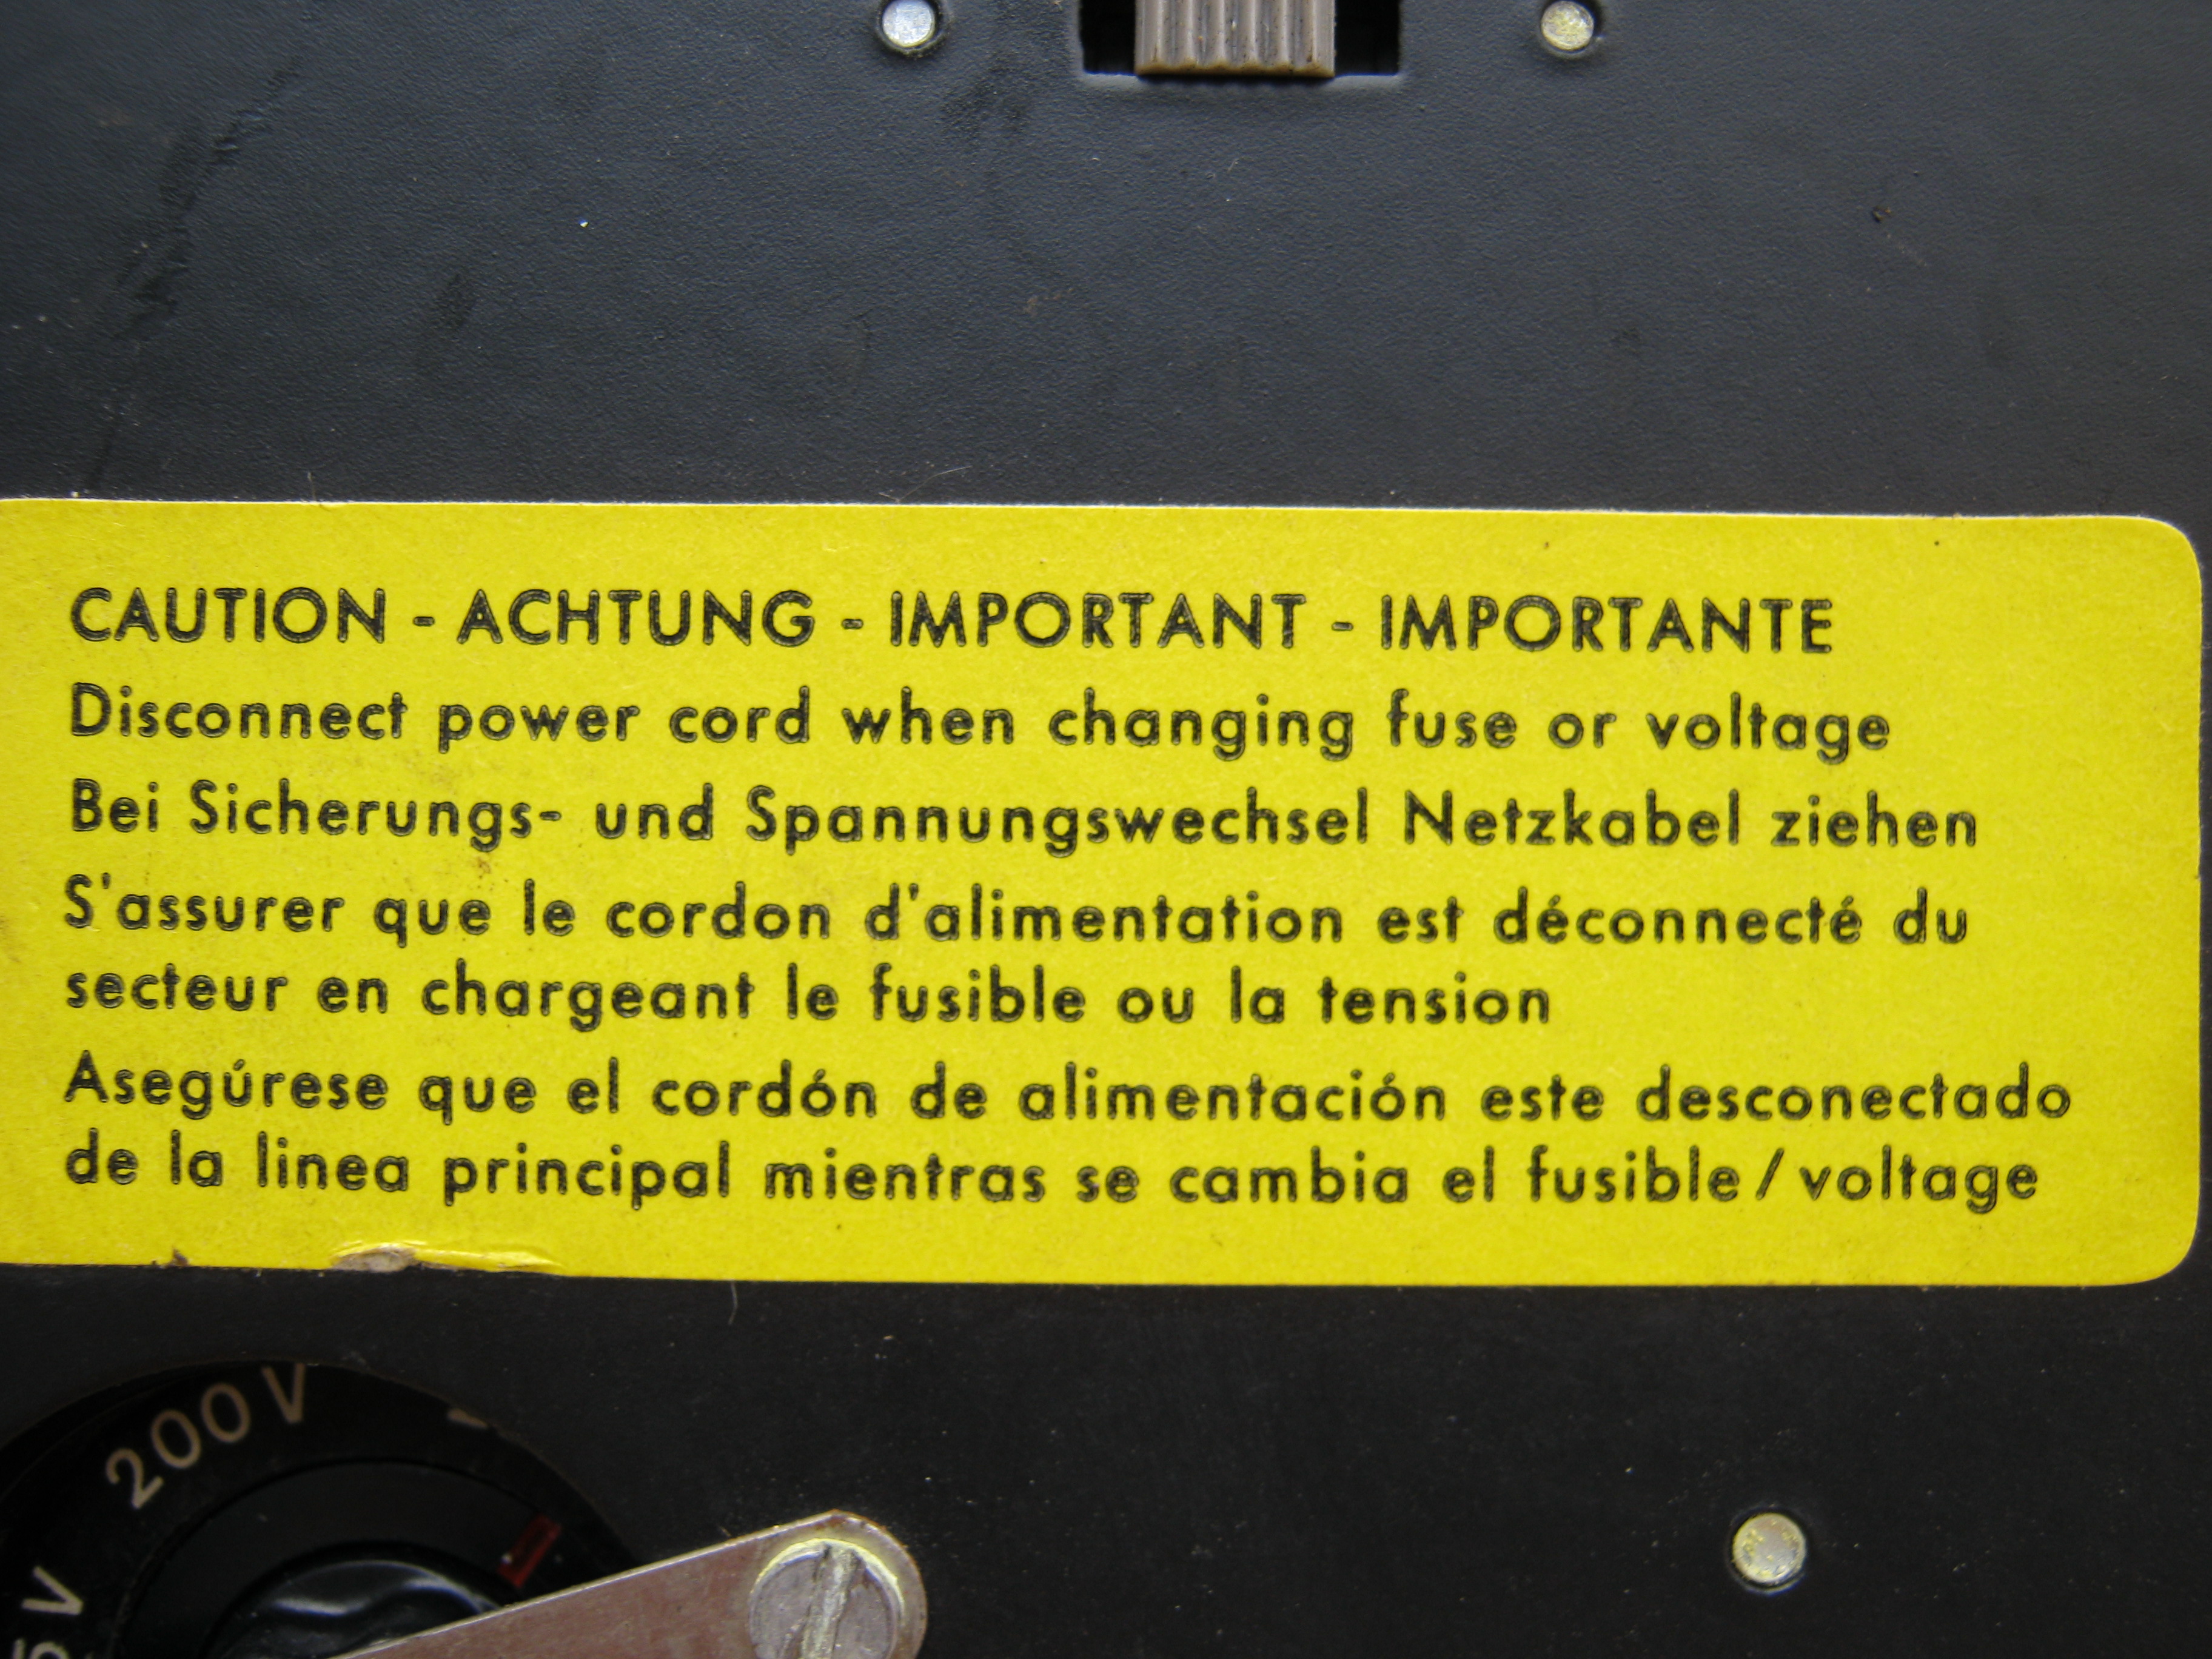 CAUTION - ACHTUNG - IMPORTANT - IMPORTANTE
Disconnect power cord when changing fuse or voltage
Bei Sicherungs- und Spannungswechsel Netzkabel ziehen
S'assurer que le cordon d'alimentation est déconnecté du
secteur en chargeant le fusible ou la tension
Asegúrese que el cordón de alimentación este desconectado
de la linea principal mientras se cambia el fusible/voltage
200V